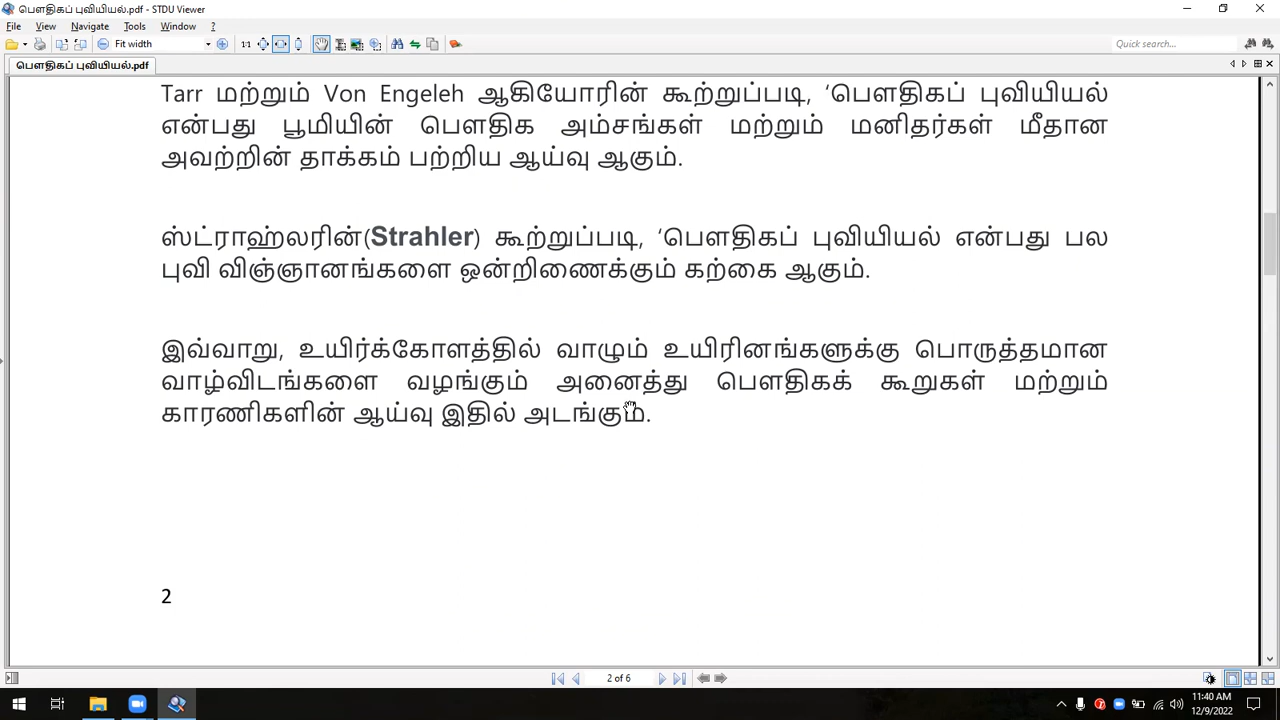 பௌதிகப் புவியியல்.pdf - STDU Viewer
File View Navigate Tools Window ?
Fit width
1:1
Quick search...
பௌதிகப் புவியியல்.pdf
Tarr மற்றும் Von Engeleh ஆகியோரின் கூற்றுப்படி, ‘பௌதிகப் புவியியல்
என்பது பூமியின் பௌதிக அம்சங்கள் மற்றும் மனிதர்கள் மீதான
அவற்றின் தாக்கம் பற்றிய ஆய்வு ஆகும்.
ஸ்ட்ராஹ்லரின்(Strahler) கூற்றுப்படி, ‘பௌதிகப் புவியியல் என்பது பல
புவி விஞ்ஞானங்களை ஒன்றிணைக்கும் கற்கை ஆகும்.
இவ்வாறு, உயிர்க்கோளத்தில் வாழும் உயிரினங்களுக்கு பொருத்தமான
வாழ்விடங்களை வழங்கும் அனைத்து பௌதிகக் கூறுகள் மற்றும்
காரணிகளின் ஆய்வு இதில் அடங்கும்.
2
2 of 6
11:40 AM
12/9/2022